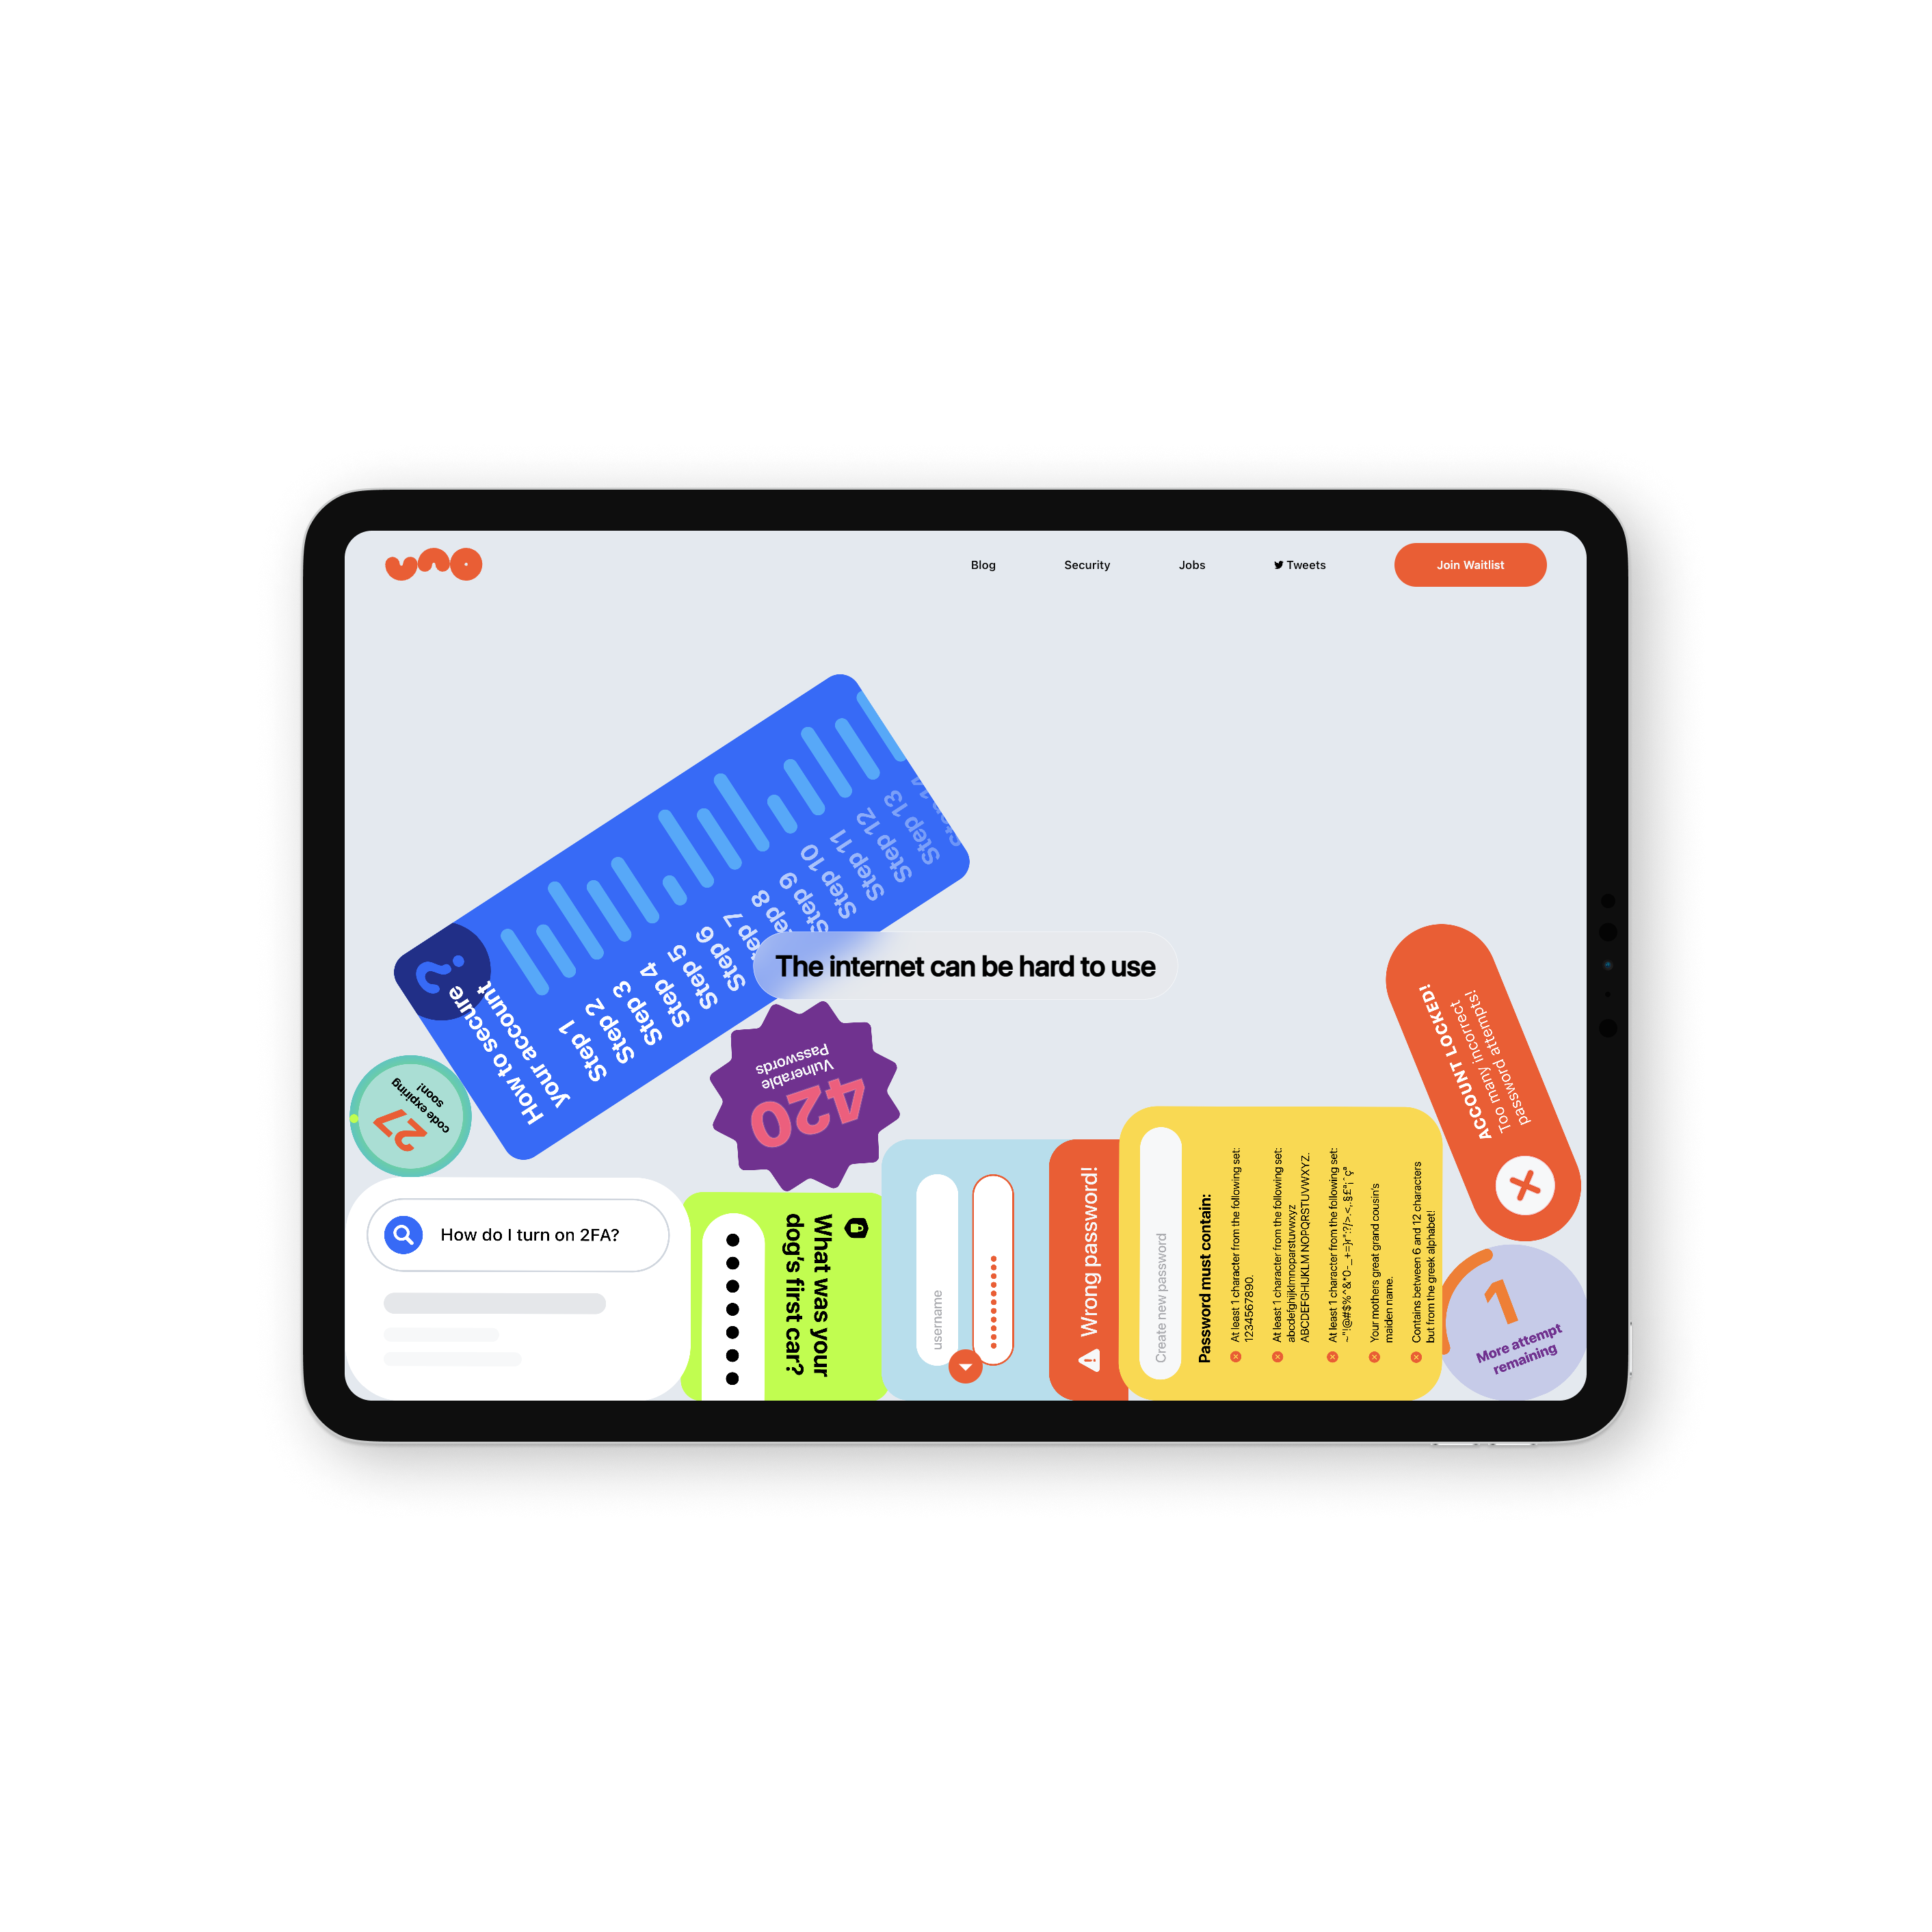 uno
Blog
Security
Jobs
Tweets
Join Waitlist
How to secure
your account
Step 1
Step 2
Step 3
Step 4
Step 5
Step 6
Step 7
Step 9
Step 10
Step 11
Step 12
Step 13
The internet can be hard to use
27
code expiring
soon!
420
Vulnerable
Passwords
How do I turn on 2FA?
What was your
dog's first car?
username
Wrong password!
Create new password
Password must contain:
At least 1 character from the following set:
1234567890.
At least 1 character from the following set:
abcdefghijklmnoparstuvwxyz
ABCDEFGHIJKLM NOPQRSTUVWXYZ.
At least 1 character from the following set:
Your mothers great grand cousin's
maiden name.
Contains between 6 and 12 characters
but from the greek alphabet!
ACCOUNT LOCKED!
Too many incorrect
password attempts!
1
More attempt
remaining